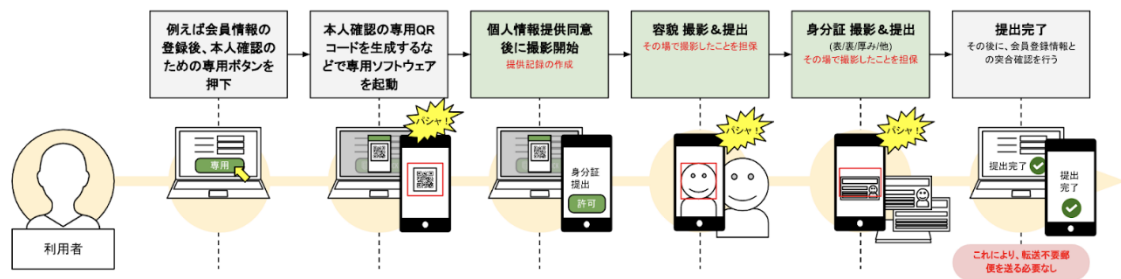 例えば会員情報の
登録後、本人確認の
ための専用ボタンを
押下
本人確認の専用QR
コードを生成するな
どで専用ソフトウェア
を起動
個人情報提供同意
後に撮影開始
提供記録の作成
容貌 撮影&提出
その場で撮影したことを担保
身分証 撮影&提出
(表/裏/厚み/他)
その場で撮影したことを担保
提出完了
その後に、会員登録情報と
の突合確認を行う
専用
パシャ！
身分証
提出
許可
パシャ！
パシャ！
提出完了
提出
完了
利用者
これにより、転送不要郵
便を送る必要なし